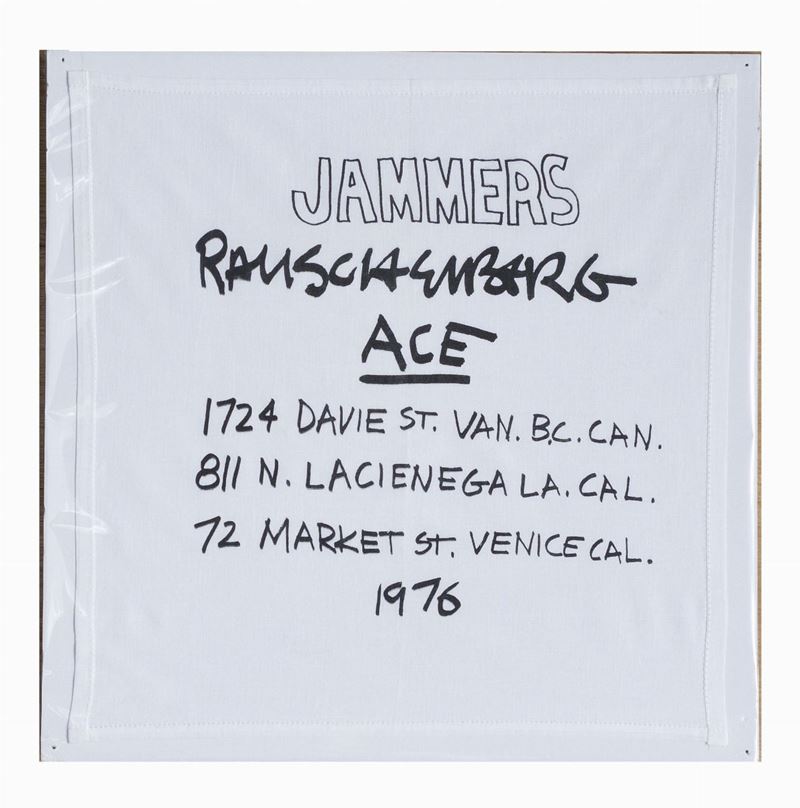 JAMMERS
RAUSCHENBERG
ACE
1724 DAVIE ST. VAN. B.C. CAN.
811 N. LACIENEGA LA. CAL.
72 MARKET ST. VENICE CAL.
1976